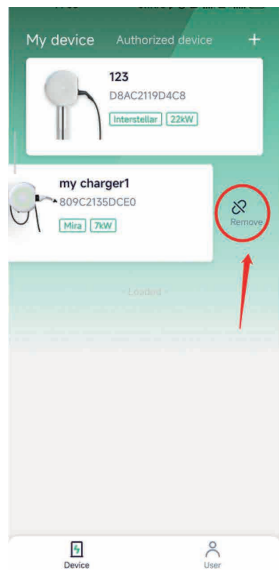 My device Authorized device +
123
D8AC2119D4C8
Interstellar 22kW
my charger1
809C2135DCE0
Mira 7kW
Remove
Loaded
Device User